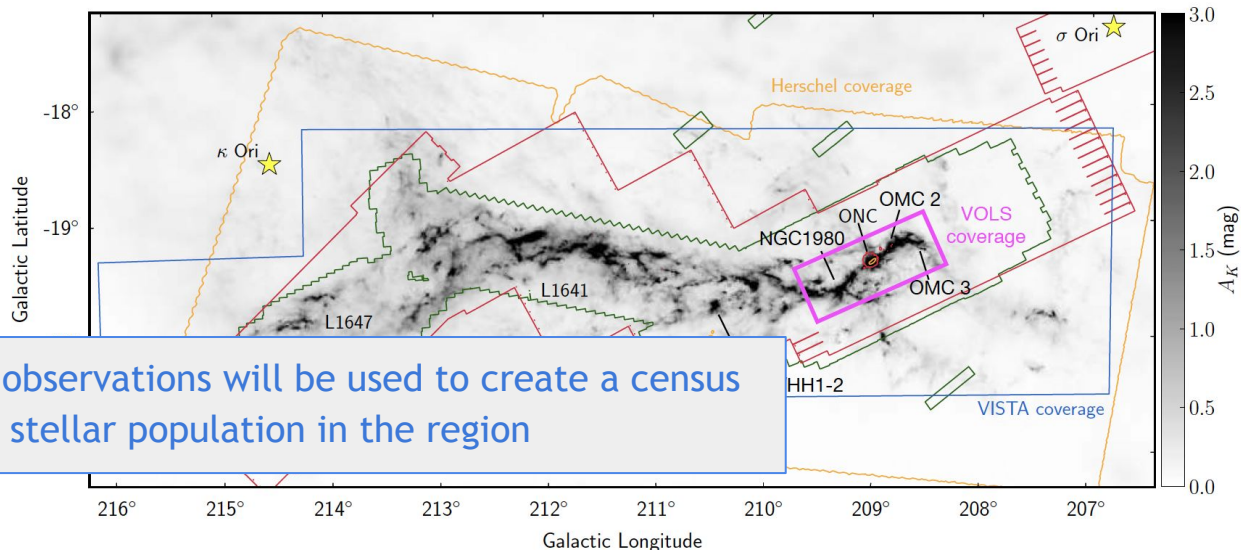 3.0
σ Ori
Herschel coverage
2.5
-18°
κ Ori
2.0
OMC 2
ONC
VOLS
coverage
-19°
NGC1980
1.5
Galactic Latitude
A_K (mag)
L1641
OMC 3
L1647
1.0
observations will be used to create a census
stellar population in the region
HH1-2
VISTA coverage
0.5
0.0
216° 215° 214° 213° 212° 211° 210° 209° 208° 207°
Galactic Longitude